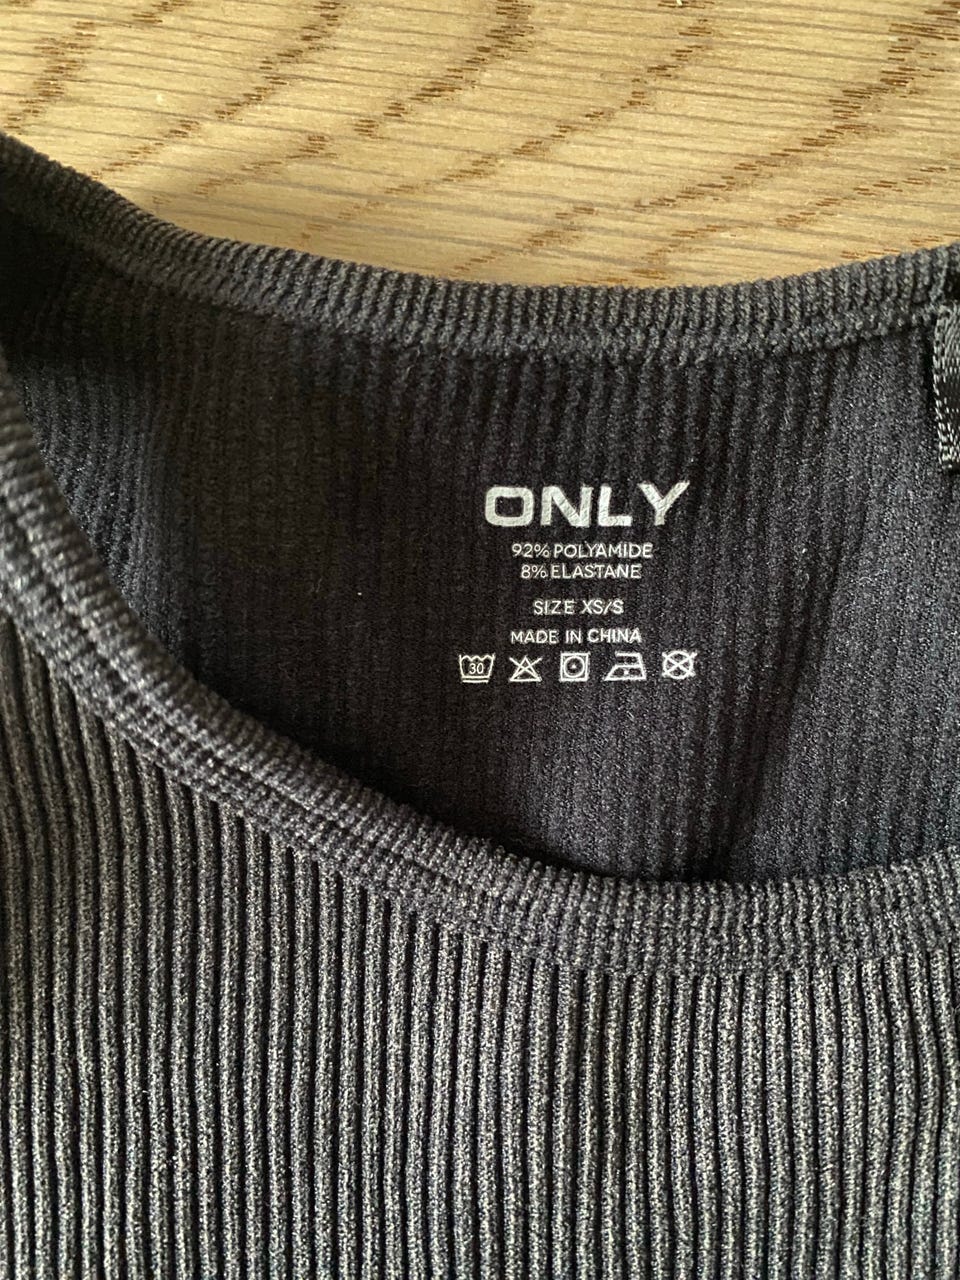 ONLY
92% POLYAMIDE
8% ELASTANE
SIZE XS/S
MADE IN CHINA
30